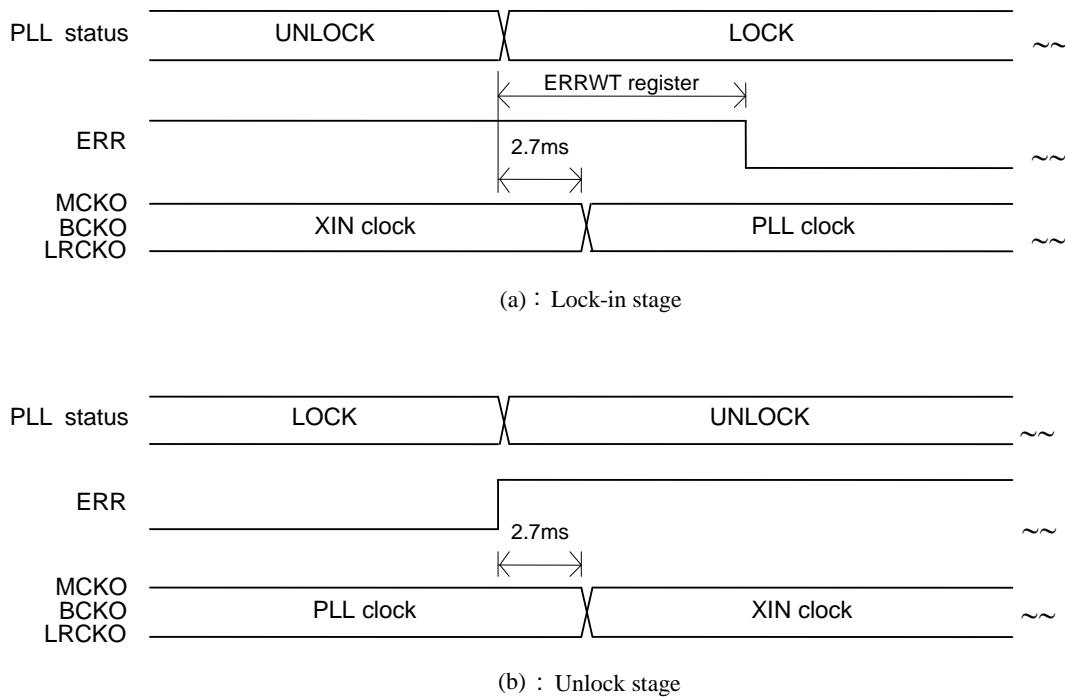 PLL status UNLOCK LOCK ~~
ERRWT register
ERR ~~
2.7ms
MCKO
BCKO XIN clock PLL clock ~~
LRCKO
(a)：Lock-in stage
PLL status LOCK UNLOCK ~~
ERR ~~
2.7ms
MCKO
BCKO PLL clock XIN clock ~~
LRCKO
(b)：Unlock stage